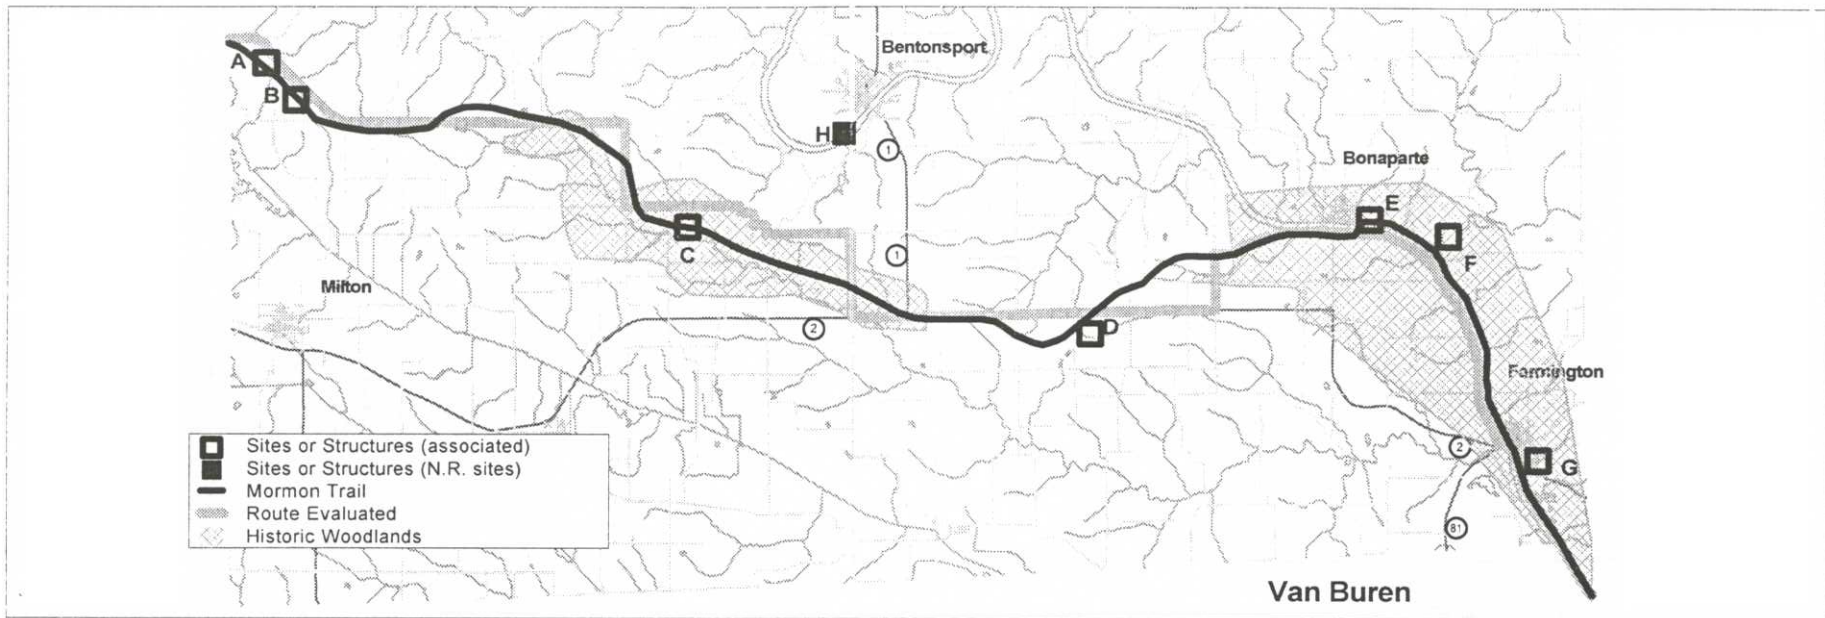 Bentonsport
A
B
H
1
Bonaparte
E
C
1
F
Milton
2
D
Farmington
2
G
81
Sites or Structures (associated)
Sites or Structures (N.R. sites)
Mormon Trail
Route Evaluated
Historic Woodlands
Van Buren